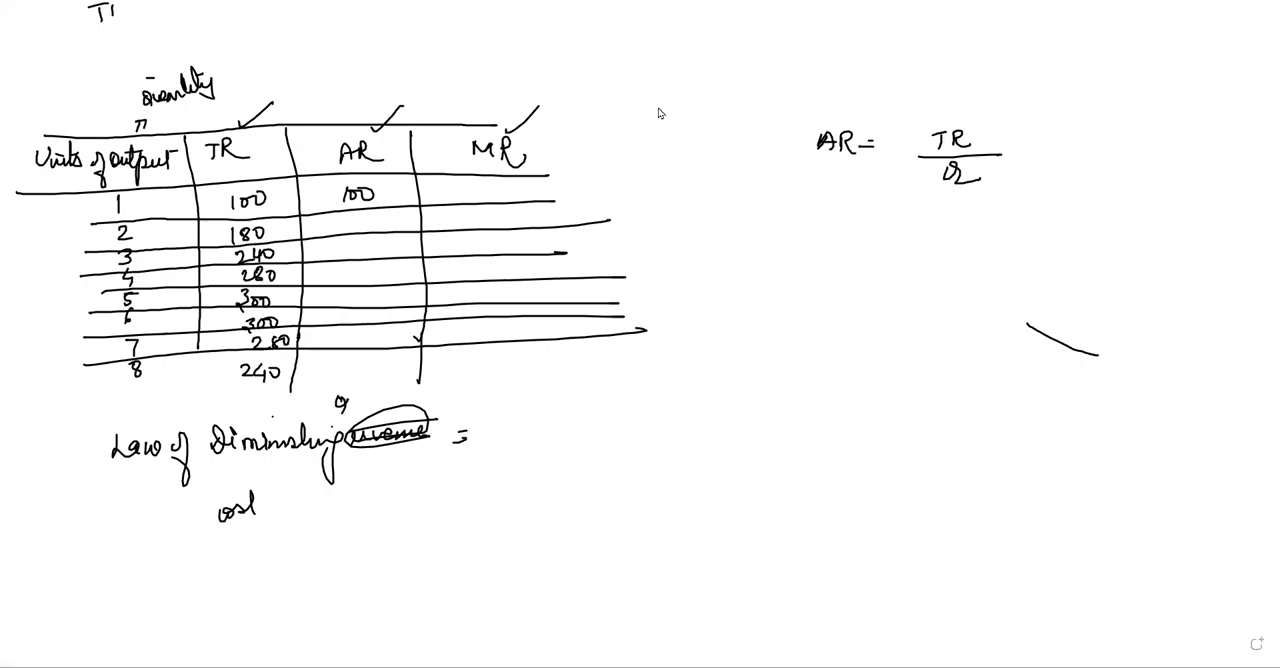 Quantity
Units of output TR AR MR
1 100 100
2 180
3 240
4 280
5 300
6 300
7 280
8 240
Law of Diminishing
cost
AR = TR
Q